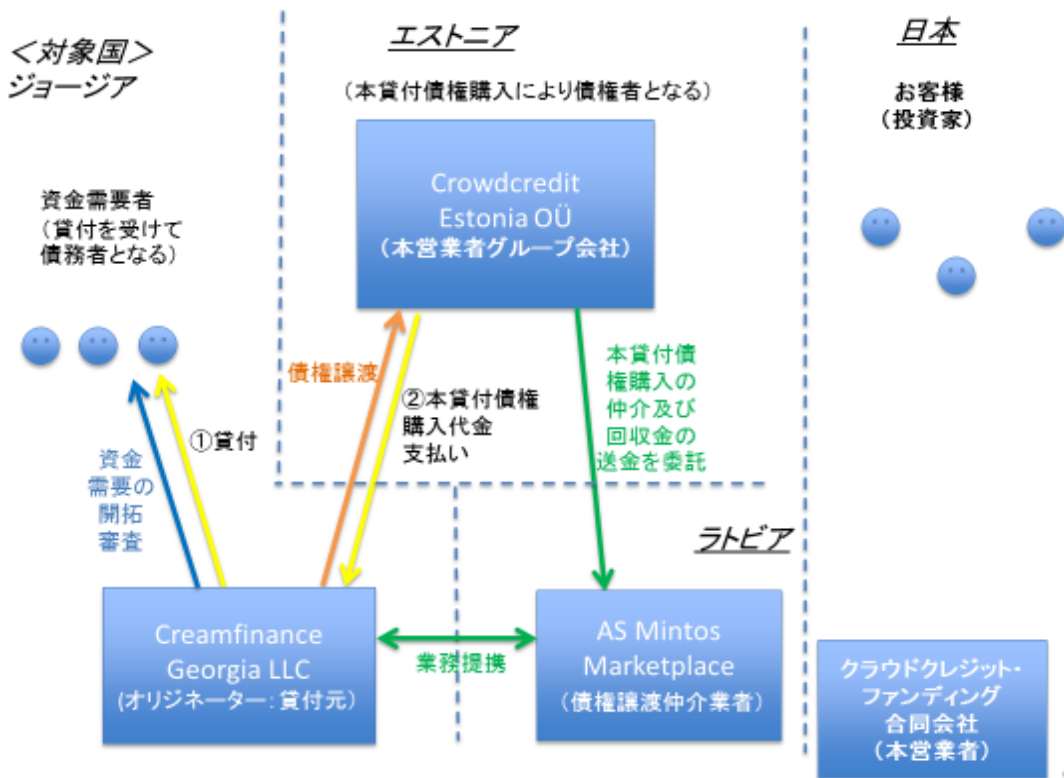 ＜対象国＞
ジョージア
資金需要者
（貸付を受けて
債務者となる）
①貸付
資金
需要の
開拓
審査
エストニア
（本貸付債権購入により債権者となる）
Crowdcredit
Estonia OÜ
（本営業者グループ会社）
債権譲渡
②本貸付債権
購入代金
支払い
本貸付債
権購入の
仲介及び
回収金の
送金を委託
ラトビア
Creamfinance
Georgia LLC
（オリジネーター：貸付元）
業務提携
AS Mintos
Marketplace
（債権譲渡仲介業者）
日本
お客様
（投資家）
クラウドクレジット・
ファンディング
合同会社
（本営業者）